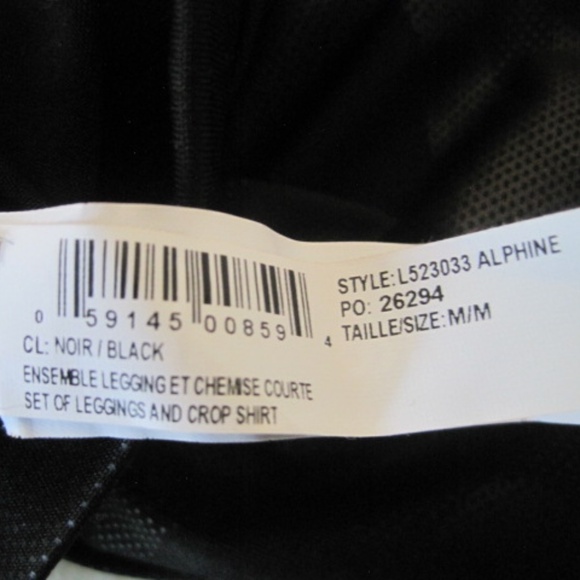 0 59145 00859 4
CL: NOIR / BLACK
ENSEMBLE LEGGING ET CHEMISE COURTE
SET OF LEGGINGS AND CROP SHIRT
STYLE: L523033 ALPHINE
PO: 26294
TAILLE/SIZE: M/M